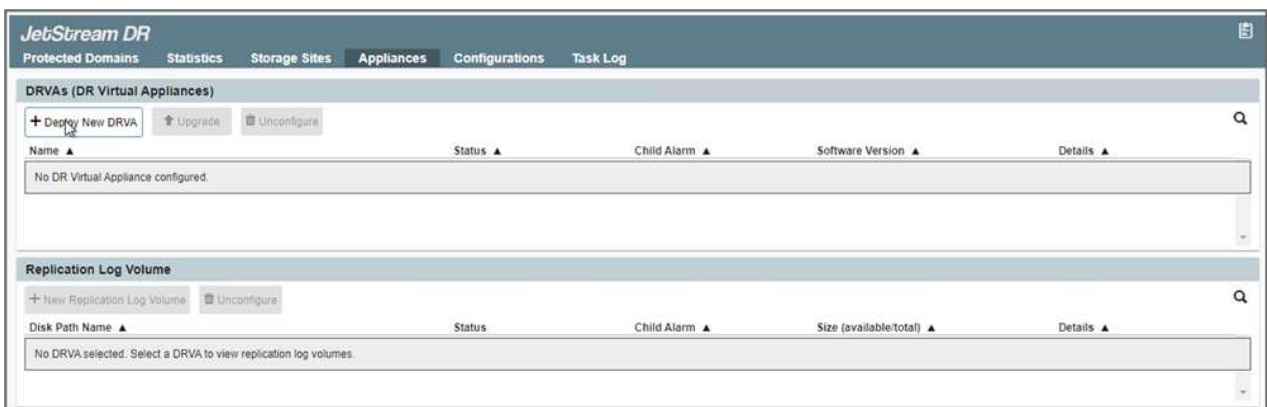 JetStream DR
Protected Domains Statistics Storage Sites Appliances Configurations Task Log
DRVAs (DR Virtual Appliances)
+ Deploy New DRVA Upgrade Unconfigure
Name ▲ Status ▲ Child Alarm ▲ Software Version ▲ Details ▲
No DR Virtual Appliance configured.
Replication Log Volume
+ New Replication Log Volume Unconfigure
Disk Path Name ▲ Status Child Alarm ▲ Size (available/total) ▲ Details ▲
No DRVA selected. Select a DRVA to view replication log volumes.